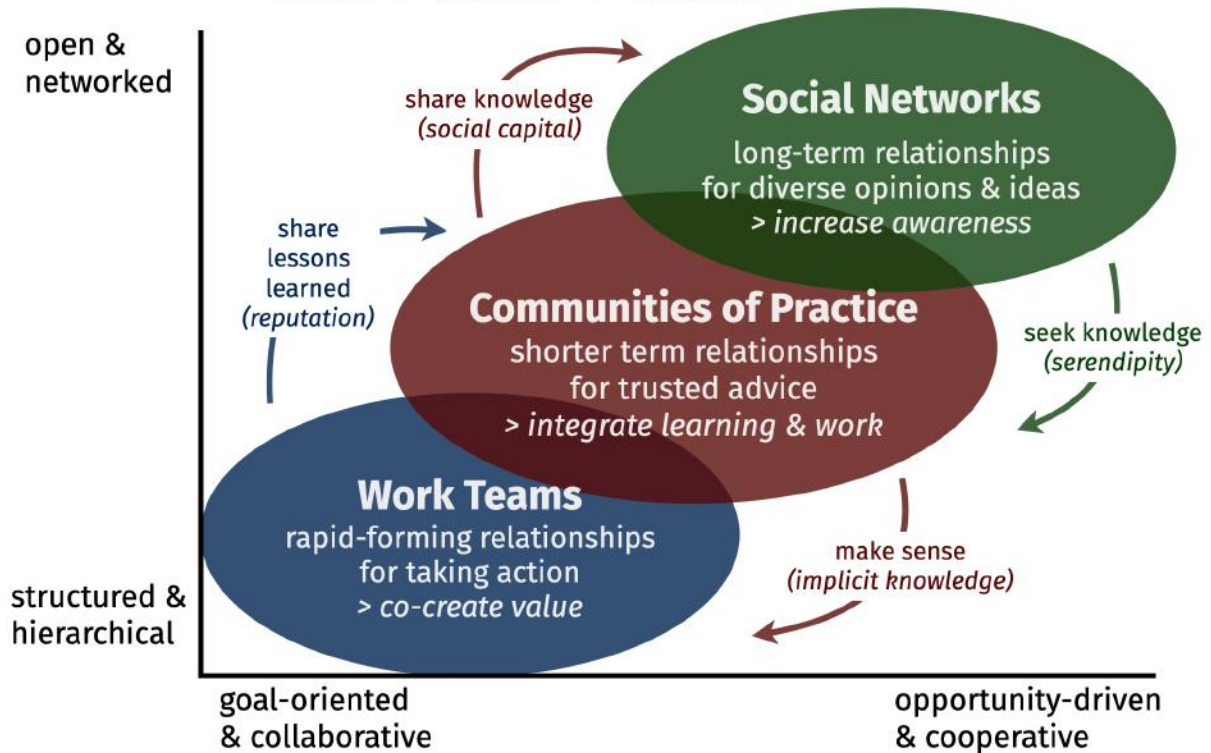 open &
networked
share knowledge
(social capital)
Social Networks
long-term relationships
for diverse opinions & ideas
> increase awareness
share
lessons
learned
(reputation)
Communities of Practice
shorter term relationships
for trusted advice
> integrate learning & work
seek knowledge
(serendipity)
Work Teams
rapid-forming relationships
for taking action
> co-create value
make sense
(implicit knowledge)
structured &
hierarchical
goal-oriented
& collaborative
opportunity-driven
& cooperative